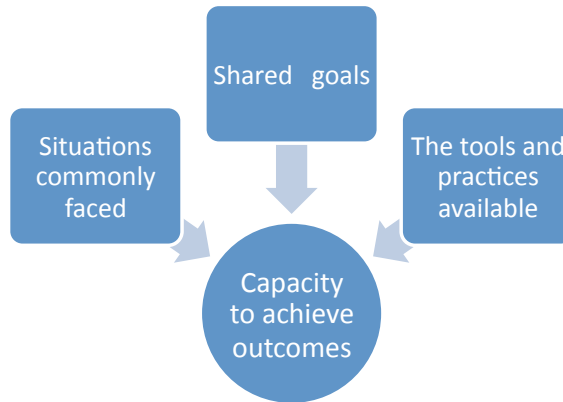 Shared goals
Situations
commonly
faced
The tools and
practices
available
Capacity
to achieve
outcomes